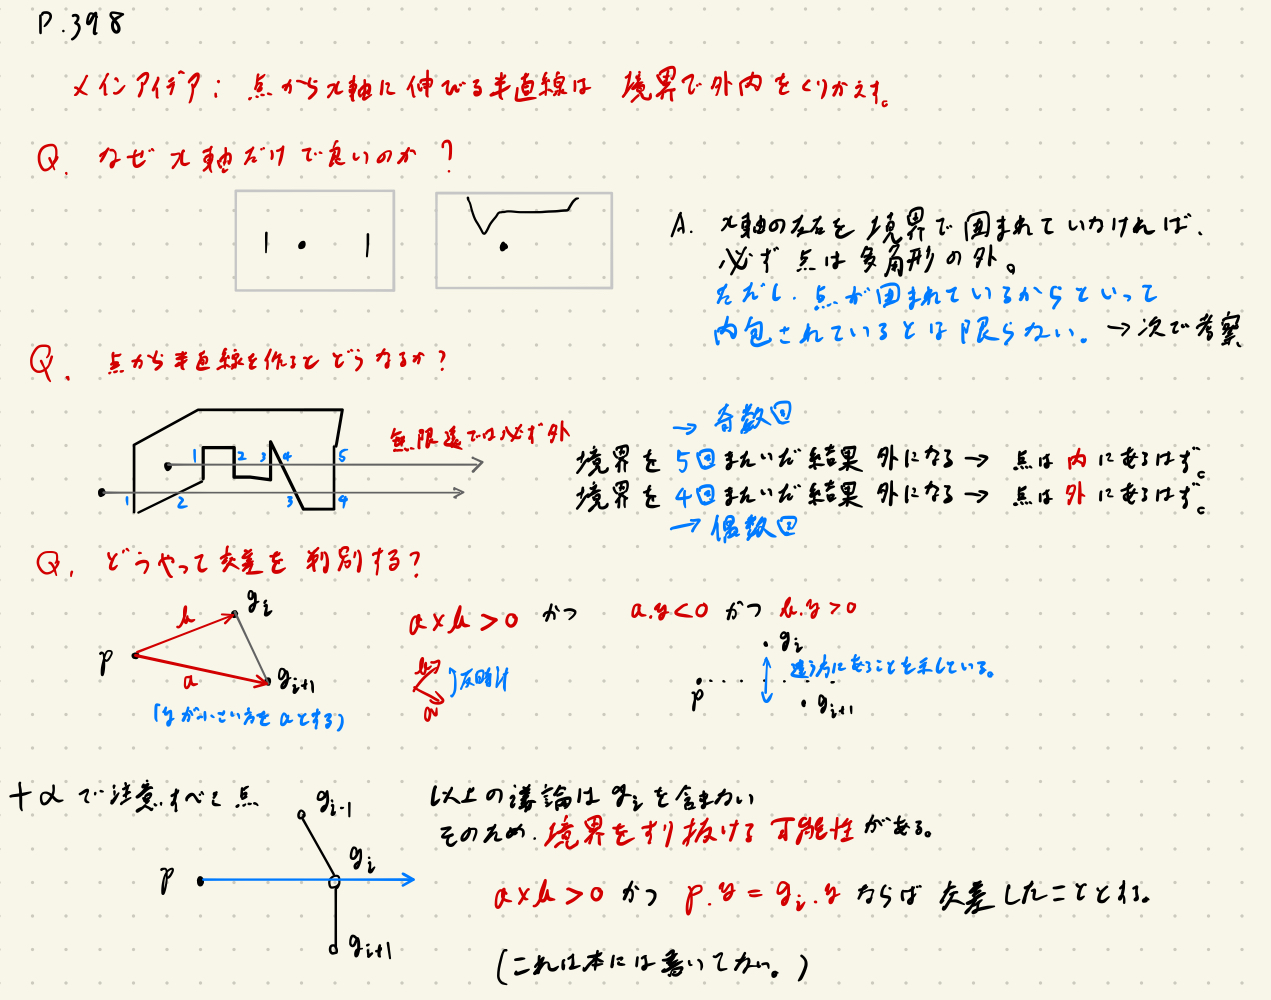 P.398
メインアイデア: 点からx軸に伸びる半直線は 境界で外内をくりかえす。
Q. なぜx軸だけで良いのか?
A. x軸の左右を境界で囲まれていなければ、
必ず点は多角形の外。
ただし、点が囲まれているからといって
内包されているとは限らない。→次で考察
Q. 点から半直線を作るとどうなるか?
無限遠では必ず外
1 2 3 4 5
1 2 3 4
→ 奇数回
境界を5回またいだ結果 外になる → 点は内にあるはず。
境界を4回またいだ結果 外になる → 点は外にあるはず。
→ 偶数回
Q. どうやって交差を判別する?
p b a g_i g_{i+1}
(yが小さい方をaとする)
a×b>0 かつ a.y<0 かつ b.y>0
b a 反時計
p g_i g_{i+1}
違う方にあることを示している。
+αで注意すべき点
p g_{i-1} g_i g_{i+1}
以上の議論はg_iを含まない
そのため、境界をすり抜ける可能性がある。
a×b>0 かつ p.y=g_i.y ならば 交差したこととする。
(これは本には書いてない。)